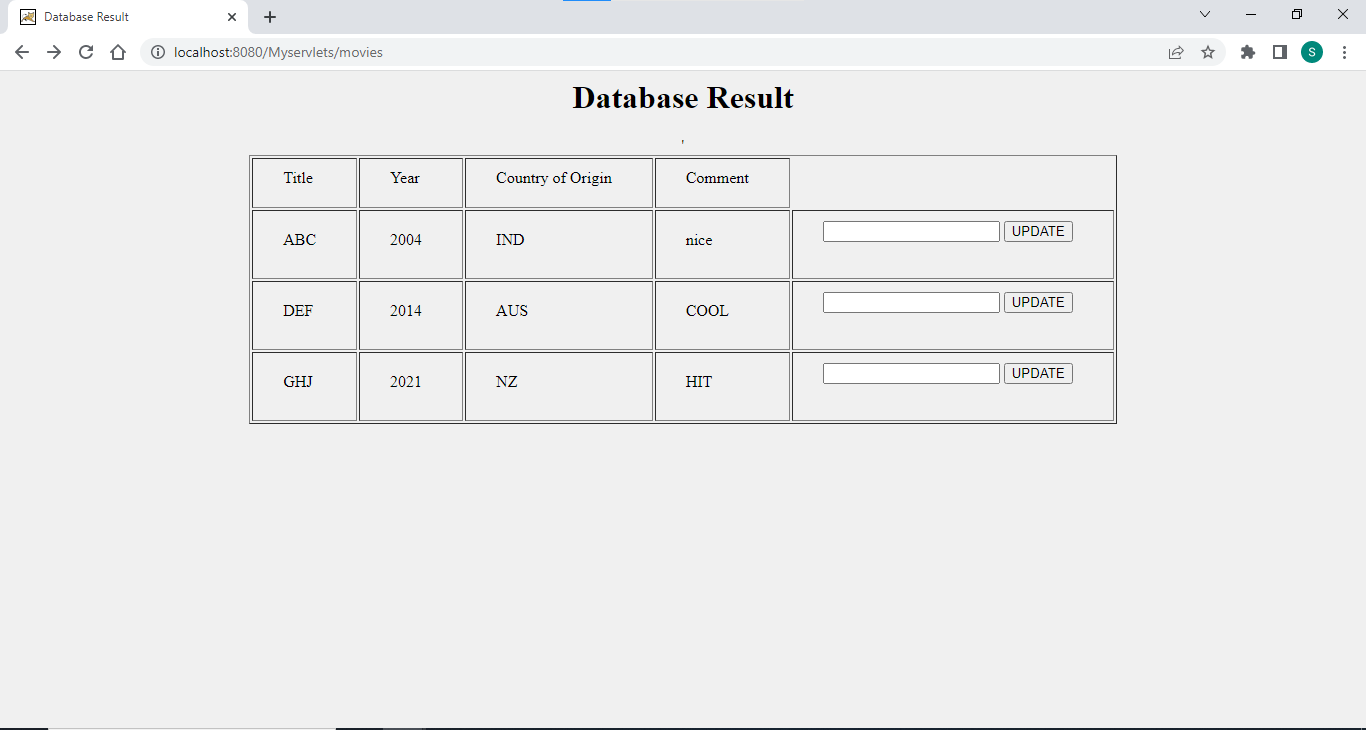 Database Result
S
localhost:8080/Myservlets/movies
Database Result
'
Title Year Country of Origin Comment
ABC 2004 IND nice UPDATE
DEF 2014 AUS COOL UPDATE
GHJ 2021 NZ HIT UPDATE